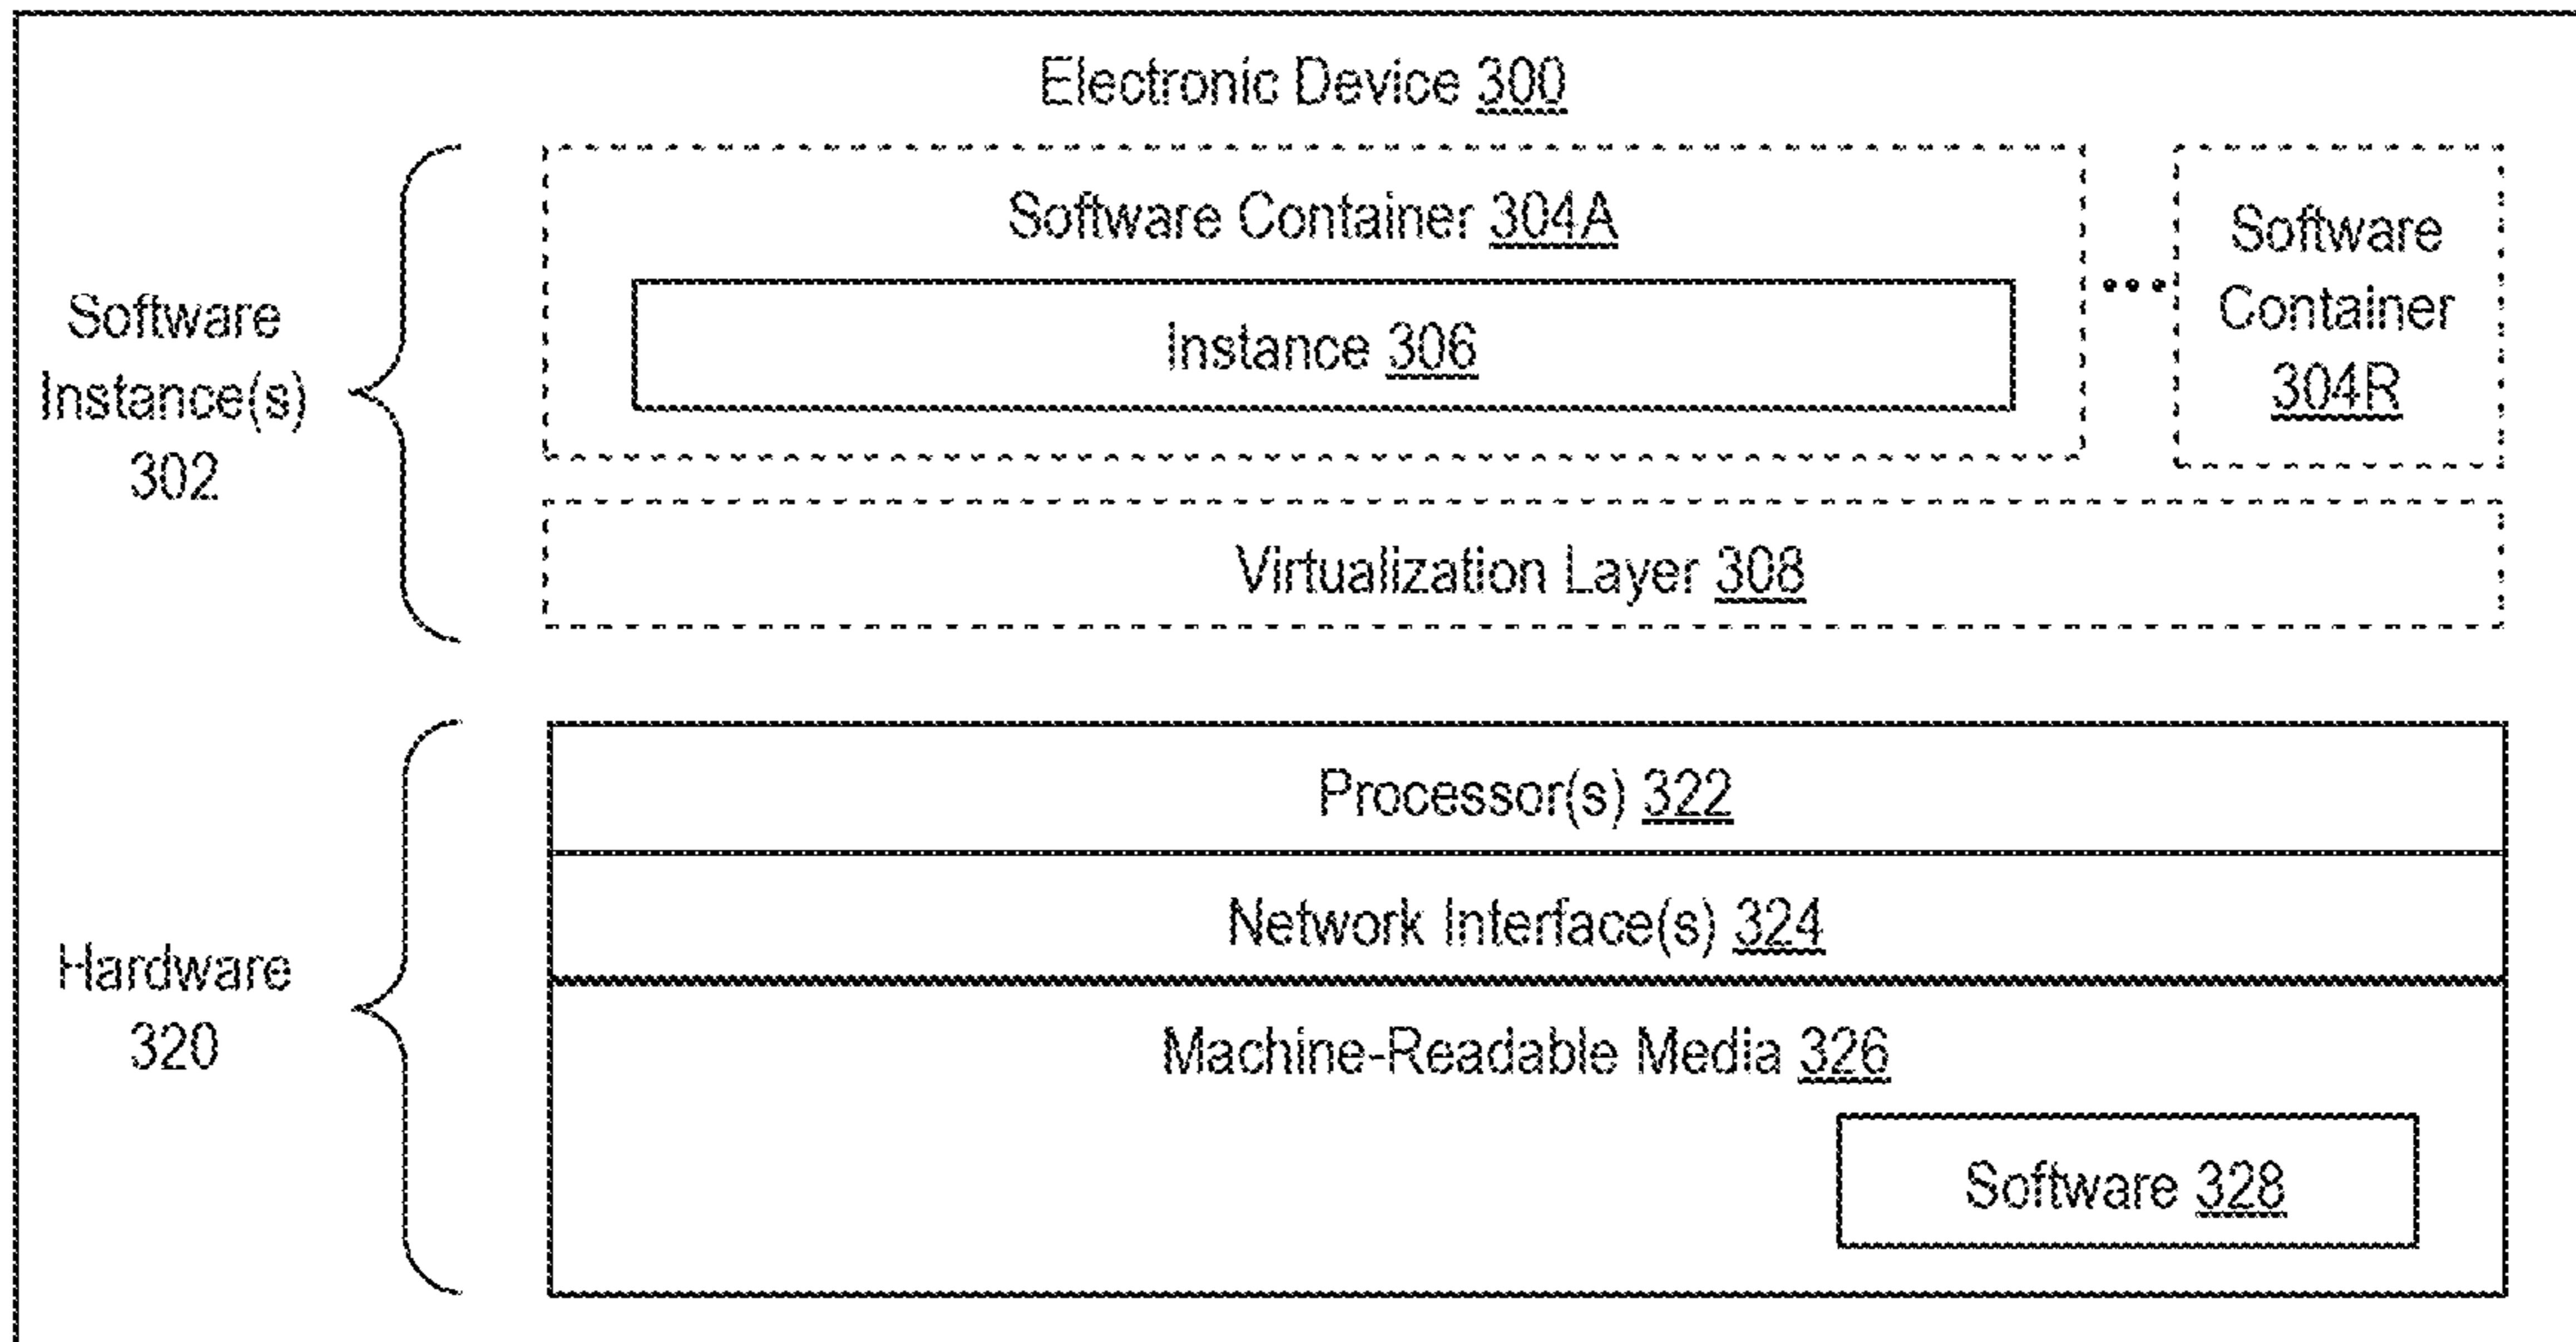 Electronic Device 300
Software Container 304A
Instance 306
Software
Container
304R
Software
Instance(s)
302
Virtualization Layer 308
Processor(s) 322
Network Interface(s) 324
Hardware
320
Machine-Readable Media 326
Software 328